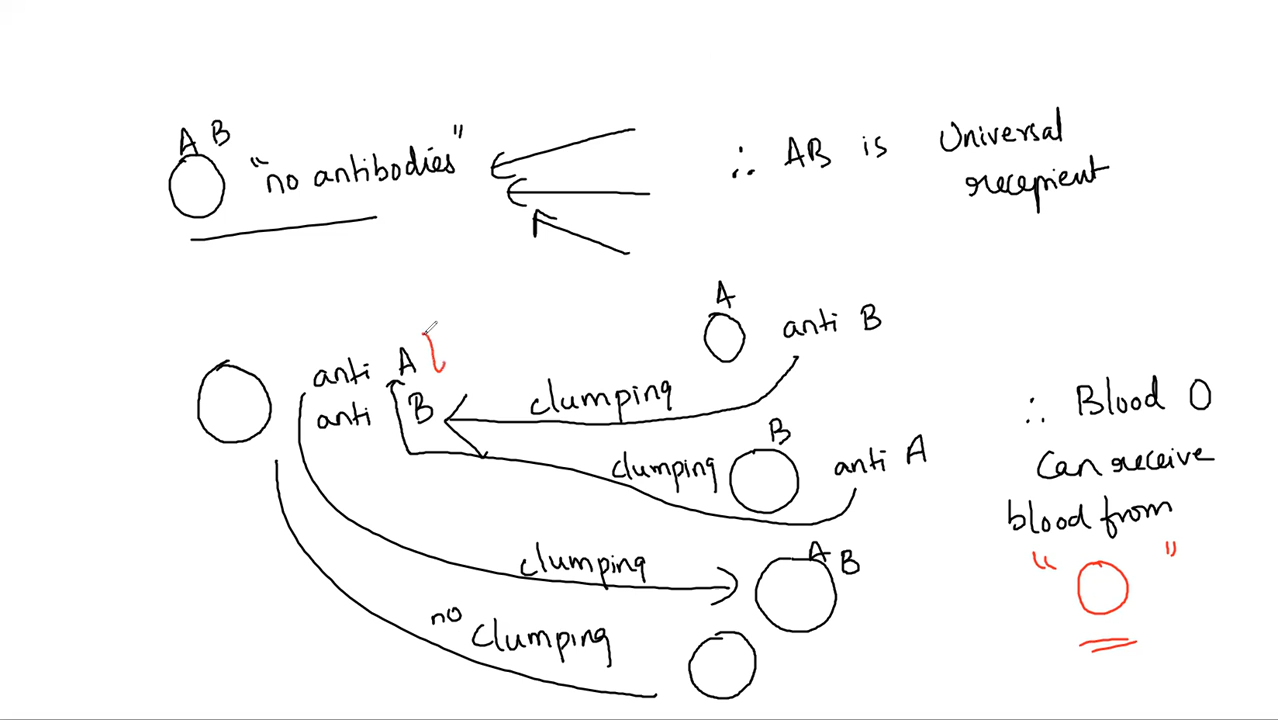 A B
"no antibodies"
∴ AB is Universal
recepient
A
anti B
anti A
anti B
clumping
B
anti A
clumping
A B
clumping
no clumping
∴ Blood O
Can receive
blood from
" O "